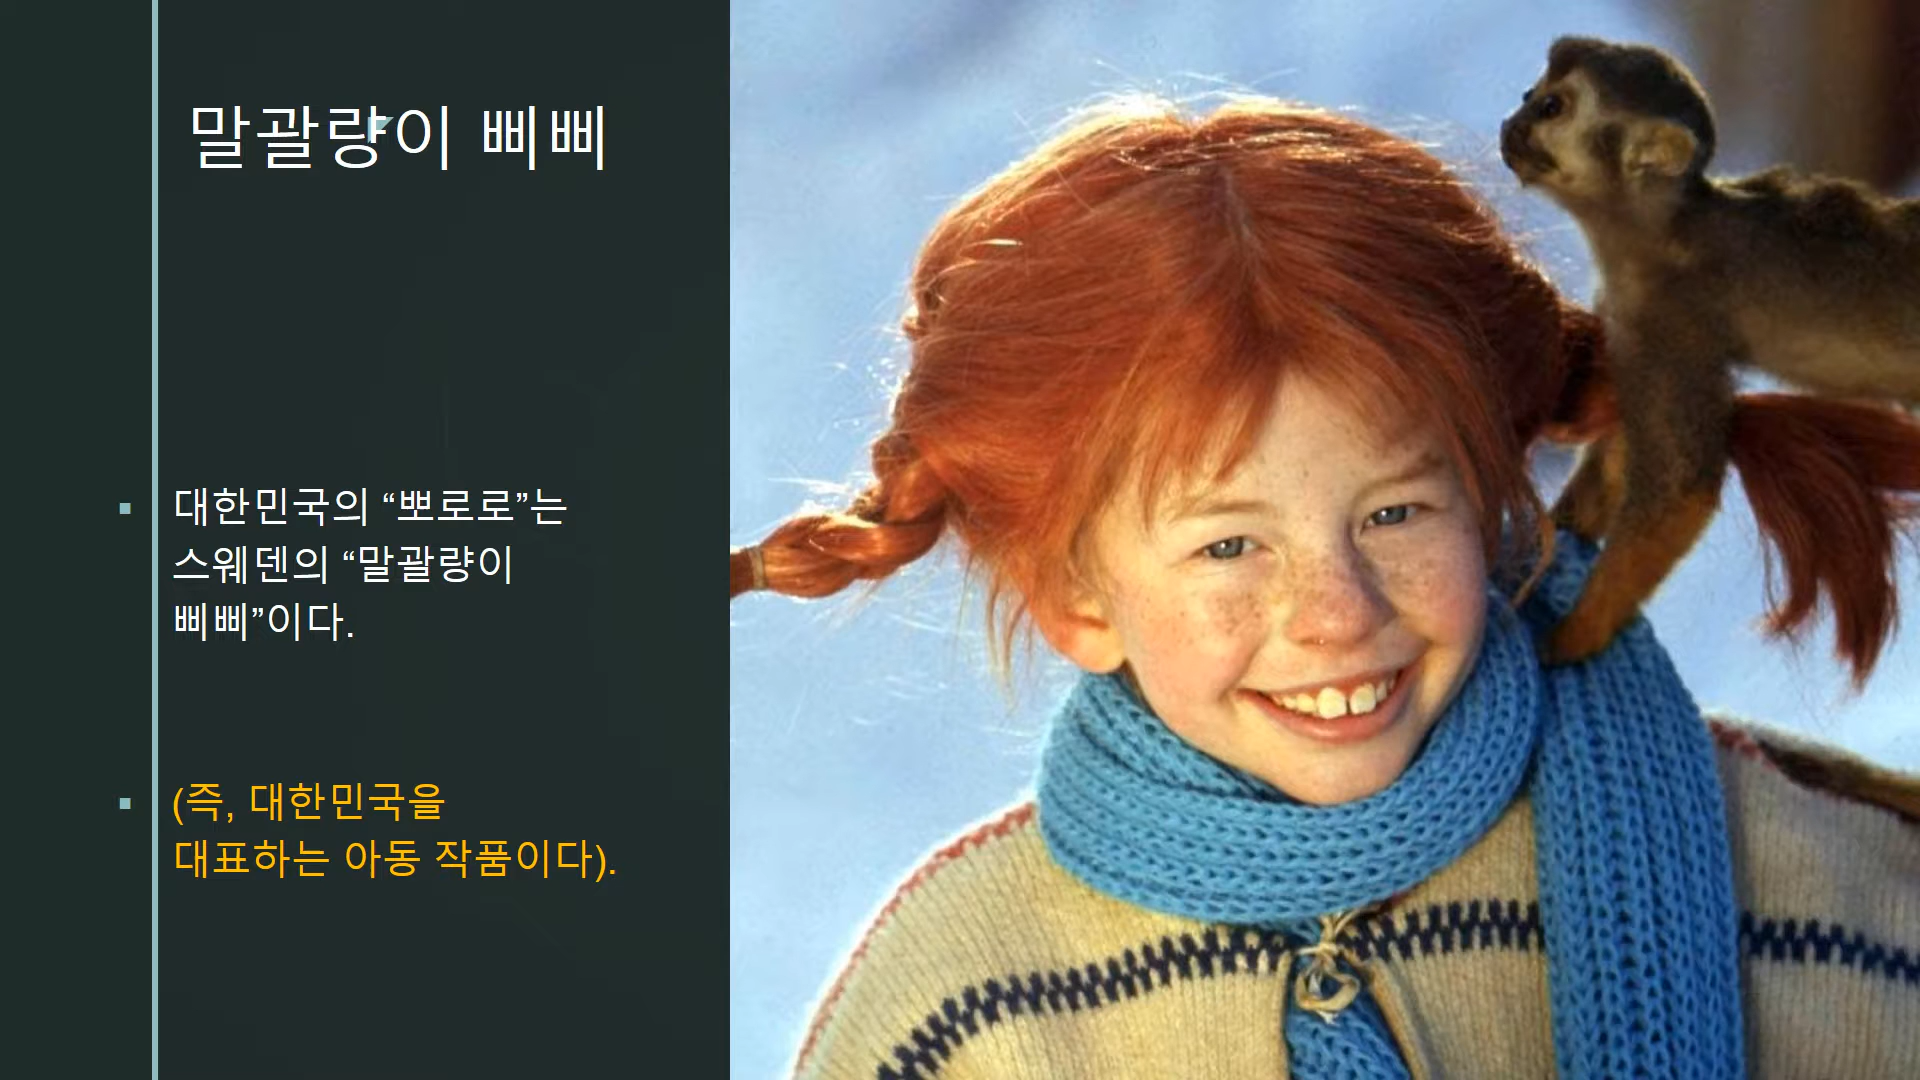 말괄량이 삐삐
대한민국의 “뽀로로”는
스웨덴의 “말괄량이
삐삐”이다.
(즉, 대한민국을
대표하는 아동 작품이다).